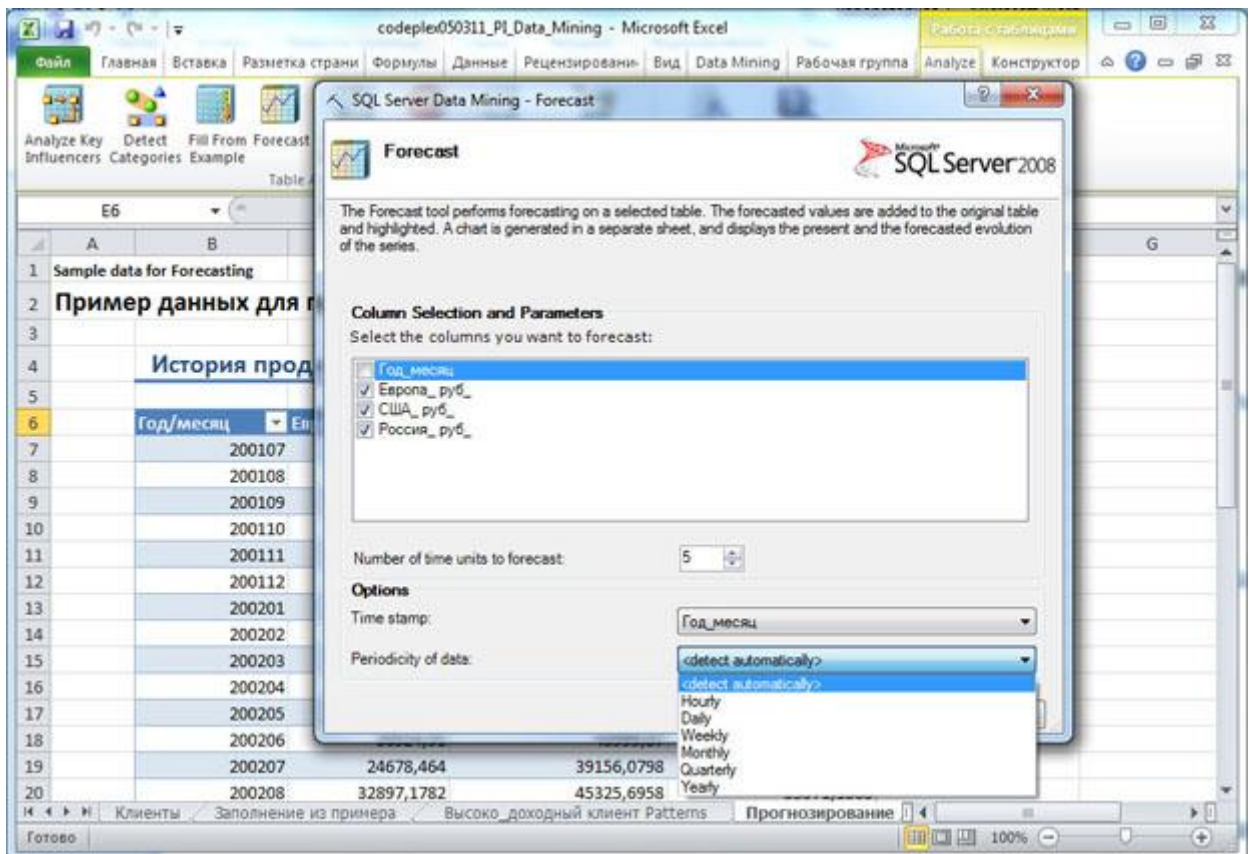 codeplex050311_PI_Data_Mining - Microsoft Excel
Работа с таблицами
Файл Главная Вставка Разметка страни Формулы Данные Рецензировани Вид Data Mining Рабочая группа Analyze Конструктор
Analyze Key Influencers
Detect Categories
Fill From Example
Forecast
Table
E6
A B G
1 Sample data for Forecasting
2 Пример данных для п
3
4 История прод
5
6 Год/месяц Ев
7 200107
8 200108
9 200109
10 200110
11 200111
12 200112
13 200201
14 200202
15 200203
16 200204
17 200205
18 200206
19 200207 24678,464 39156,0798
20 200208 32897,1782 45325,6958
SQL Server Data Mining - Forecast
Forecast
Microsoft SQL Server 2008
The Forecast tool performs forecasting on a selected table. The forecasted values are added to the original table
and highlighted. A chart is generated in a separate sheet, and displays the present and the forecasted evolution
of the series.
Column Selection and Parameters
Select the columns you want to forecast:
Год_месяц
Европа_ руб_
США_ руб_
Россия_ руб_
Number of time units to forecast: 5
Options
Time stamp: Год_месяц
Periodicity of data: <detect automatically>
<detect automatically>
Hourly
Daily
Weekly
Monthly
Quarterly
Yearly
Клиенты Заполнение из примера Высоко_доходный клиент Patterns Прогнозирование
Готово 100%